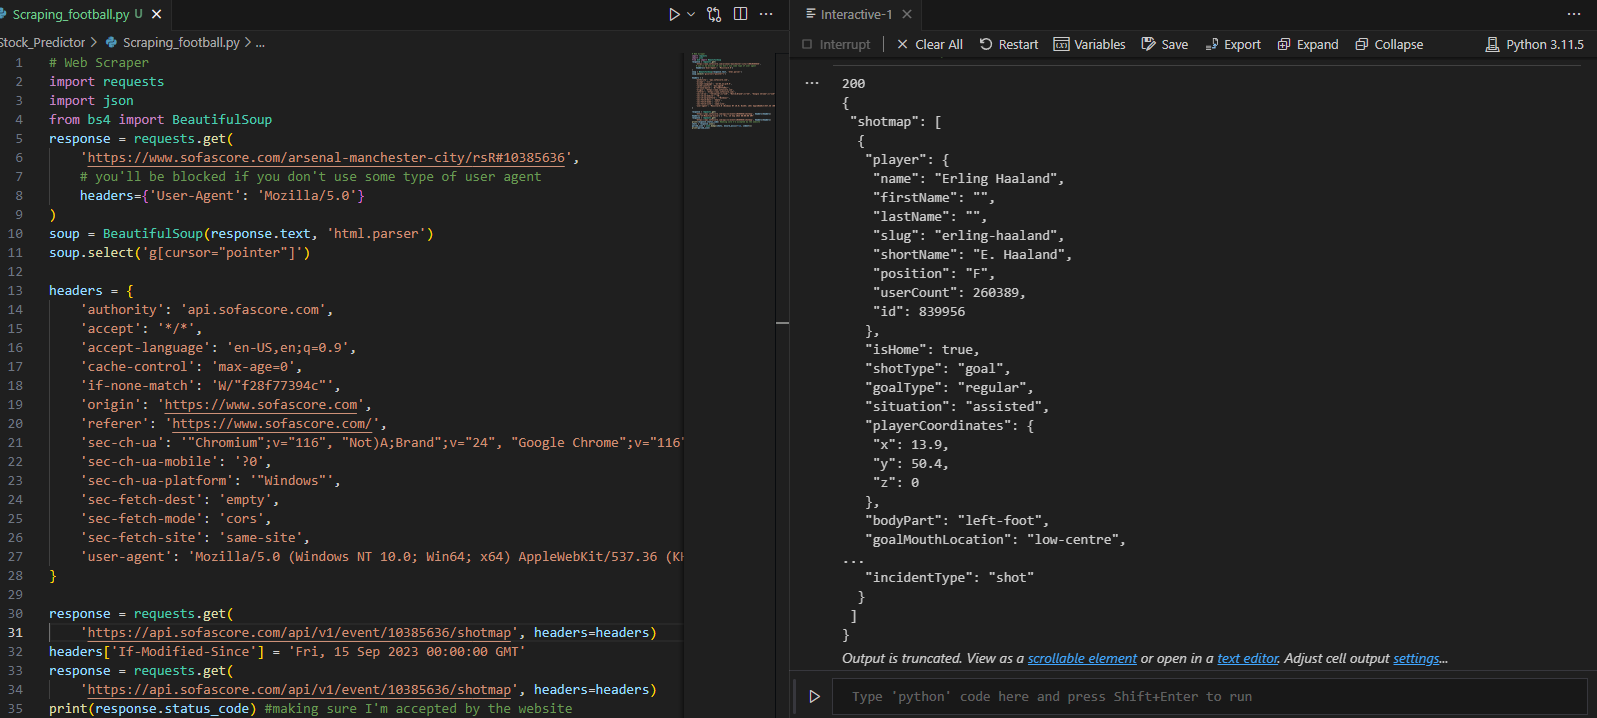 Scraping_football.py U
Stock_Predictor > Scraping_football.py > ...
1 # Web Scraper
2 import requests
3 import json
4 from bs4 import BeautifulSoup
5 response = requests.get(
6 'https://www.sofascore.com/arsenal-manchester-city/rsR#10385636',
7 # you'll be blocked if you don't use some type of user agent
8 headers={'User-Agent': 'Mozilla/5.0'}
9 )
10 soup = BeautifulSoup(response.text, 'html.parser')
11 soup.select('g[cursor="pointer"]')
12
13 headers = {
14 'authority': 'api.sofascore.com',
15 'accept': '*/*',
16 'accept-language': 'en-US,en;q=0.9',
17 'cache-control': 'max-age=0',
18 'if-none-match': 'W/"f28f77394c"',
19 'origin': 'https://www.sofascore.com',
20 'referer': 'https://www.sofascore.com/',
21 'sec-ch-ua': '"Chromium";v="116", "Not)A;Brand";v="24", "Google Chrome";v="116"
22 'sec-ch-ua-mobile': '?0',
23 'sec-ch-ua-platform': '"Windows"',
24 'sec-fetch-dest': 'empty',
25 'sec-fetch-mode': 'cors',
26 'sec-fetch-site': 'same-site',
27 'user-agent': 'Mozilla/5.0 (Windows NT 10.0; Win64; x64) AppleWebKit/537.36 (KH
28 }
29
30 response = requests.get(
31 'https://api.sofascore.com/api/v1/event/10385636/shotmap', headers=headers)
32 headers['If-Modified-Since'] = 'Fri, 15 Sep 2023 00:00:00 GMT'
33 response = requests.get(
34 'https://api.sofascore.com/api/v1/event/10385636/shotmap', headers=headers)
35 print(response.status_code) #making sure I'm accepted by the website
Interactive-1
Interrupt | Clear All Restart Variables Save Export Expand Collapse Python 3.11.5
... 200
{
"shotmap": [
{
"player": {
"name": "Erling Haaland",
"firstName": "",
"lastName": "",
"slug": "erling-haaland",
"shortName": "E. Haaland",
"position": "F",
"userCount": 260389,
"id": 839956
},
"isHome": true,
"shotType": "goal",
"goalType": "regular",
"situation": "assisted",
"playerCoordinates": {
"x": 13.9,
"y": 50.4,
"z": 0
},
"bodyPart": "left-foot",
"goalMouthLocation": "low-centre",
...
"incidentType": "shot"
}
]
}
Output is truncated. View as a scrollable element or open in a text editor. Adjust cell output settings...
Type 'python' code here and press Shift+Enter to run